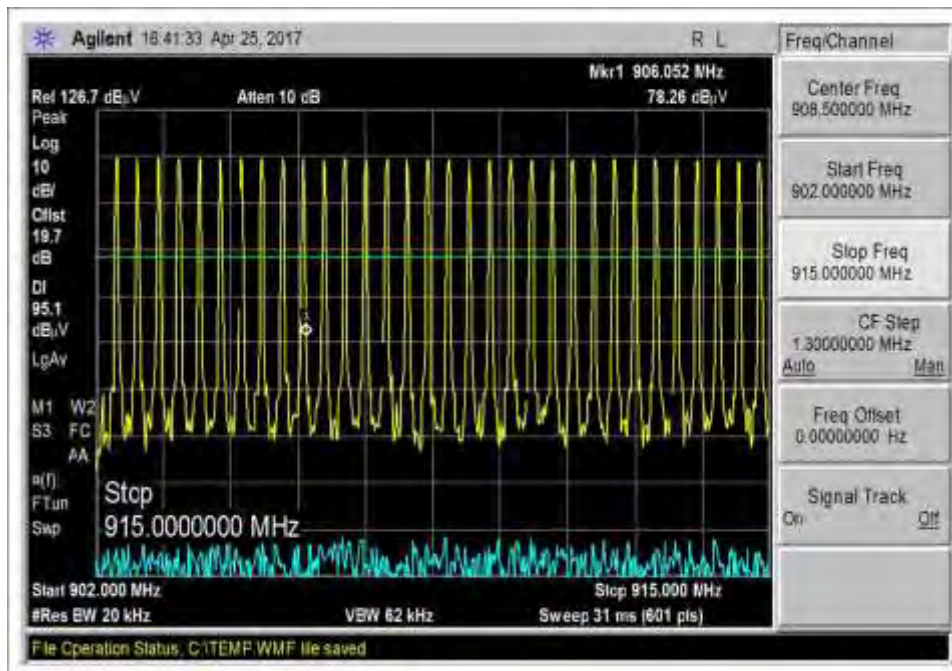 Agilent 16:41:33 Apr 25, 2017 R L
Freq/Channel
Mkr1 906.052 MHz
Ref 126.7 dBµV Atten 10 dB 78.26 dBµV
Peak
Log
10
dB/
Offst
19.7
dB
DI
95.1
dBµV
LgAv
M1 W2
S3 FC
AA
¤(f):
FTun
Swp
Stop
915.0000000 MHz
Start 902.000 MHz Stop 915.000 MHz
#Res BW 20 kHz VBW 62 kHz Sweep 31 ms (601 pts)
File Operation Status, C:\TEMP.WMF file saved
Center Freq
908.500000 MHz
Start Freq
902.000000 MHz
Stop Freq
915.000000 MHz
CF Step
1.30000000 MHz
Auto Man
Freq Offset
0.00000000 Hz
Signal Track
On Off